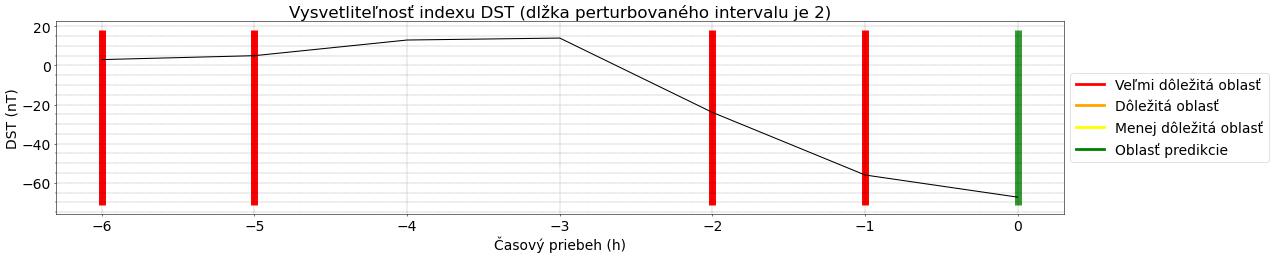 Vysvetliteľnosť indexu DST (dĺžka perturbovaného intervalu je 2)
20
0
−20
−40
−60
DST (nT)
−6 −5 −4 −3 −2 −1 0
Časový priebeh (h)
Veľmi dôležitá oblasť
Dôležitá oblasť
Menej dôležitá oblasť
Oblasť predikcie